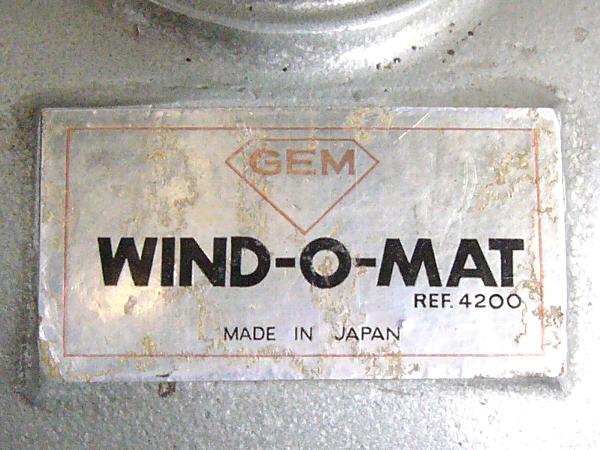 GEM
WIND-O-MAT
REF. 4200
MADE IN JAPAN